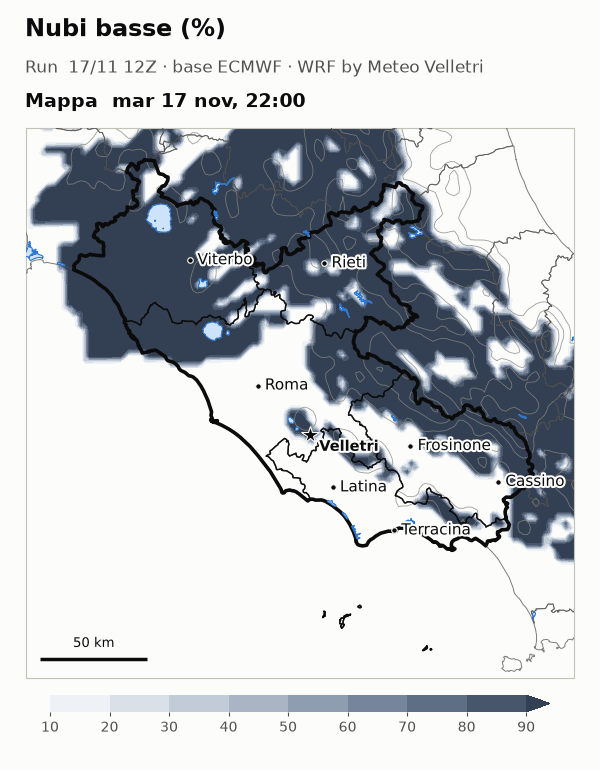 Nubi basse (%)
Run  17/11 12Z · base ECMWF · WRF by Meteo Velletri
Mappa  mar 17 nov, 22:00
Viterbo
Rieti
Roma
Velletri
Frosinone
Cassino
Latina
Terracina
50 km
10 20 30 40 50 60 70 80 90